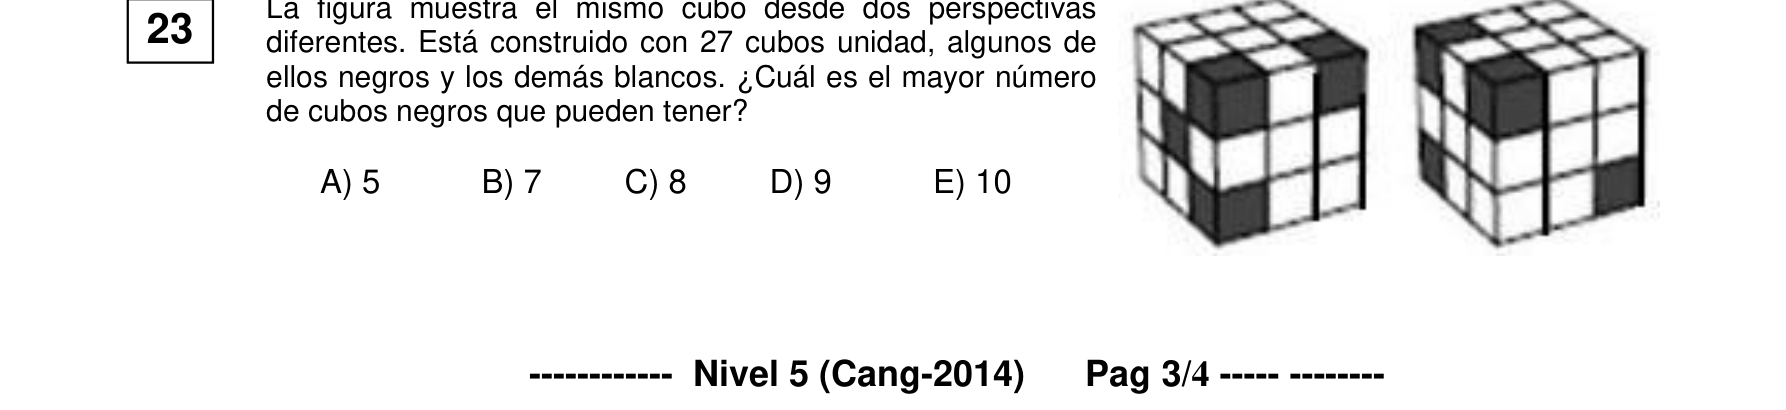 23
La figura muestra el mismo cubo desde dos perspectivas
diferentes. Está construido con 27 cubos unidad, algunos de
ellos negros y los demás blancos. ¿Cuál es el mayor número
de cubos negros que pueden tener?
A) 5 B) 7 C) 8 D) 9 E) 10
------------ Nivel 5 (Cang-2014) Pag 3/4 ----- --------